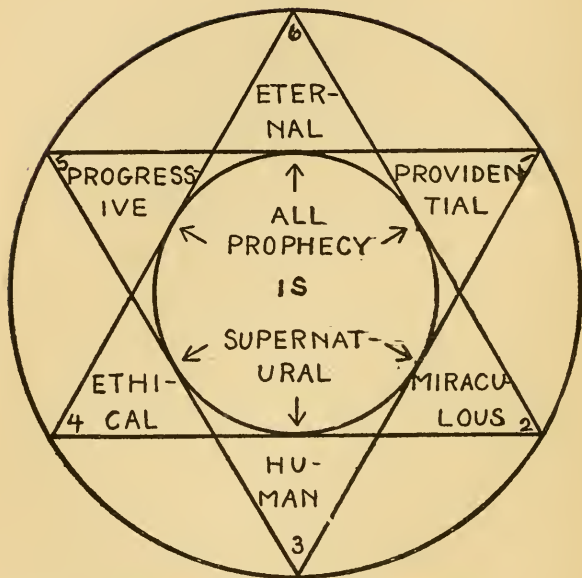 6
ETER-
NAL
5
PROGRESS-
IVE
1
PROVIDEN-
TIAL
ALL
PROPHECY
IS
SUPERNAT-
URAL
ETHI-
CAL
4
MIRACU-
LOUS
2
HU-
MAN
3